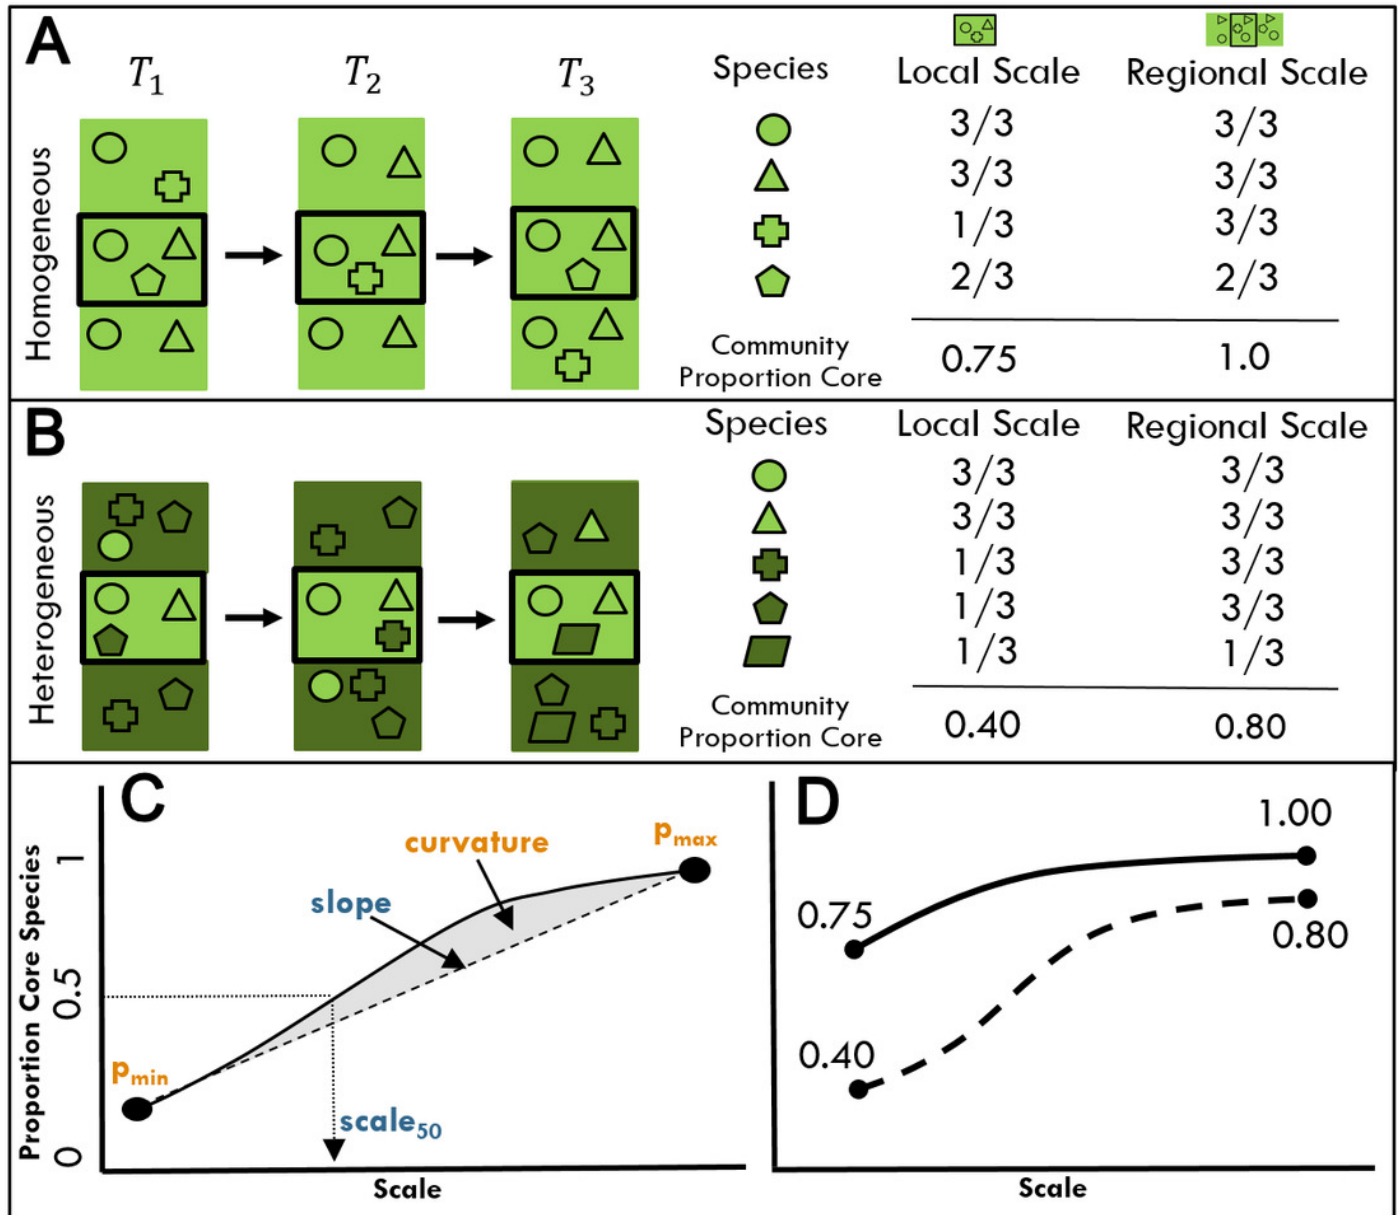 A
T1 T2 T3
Homogeneous
Species Local Scale Regional Scale
3/3 3/3
3/3 3/3
1/3 3/3
2/3 2/3
Community
Proportion Core 0.75 1.0
B
Heterogeneous
Species Local Scale Regional Scale
3/3 3/3
3/3 3/3
1/3 3/3
1/3 3/3
1/3 1/3
Community
Proportion Core 0.40 0.80
C
Proportion Core Species
1
0.5
0
curvature
pmax
slope
pmin
scale50
Scale
D
1.00
0.75
0.80
0.40
Scale